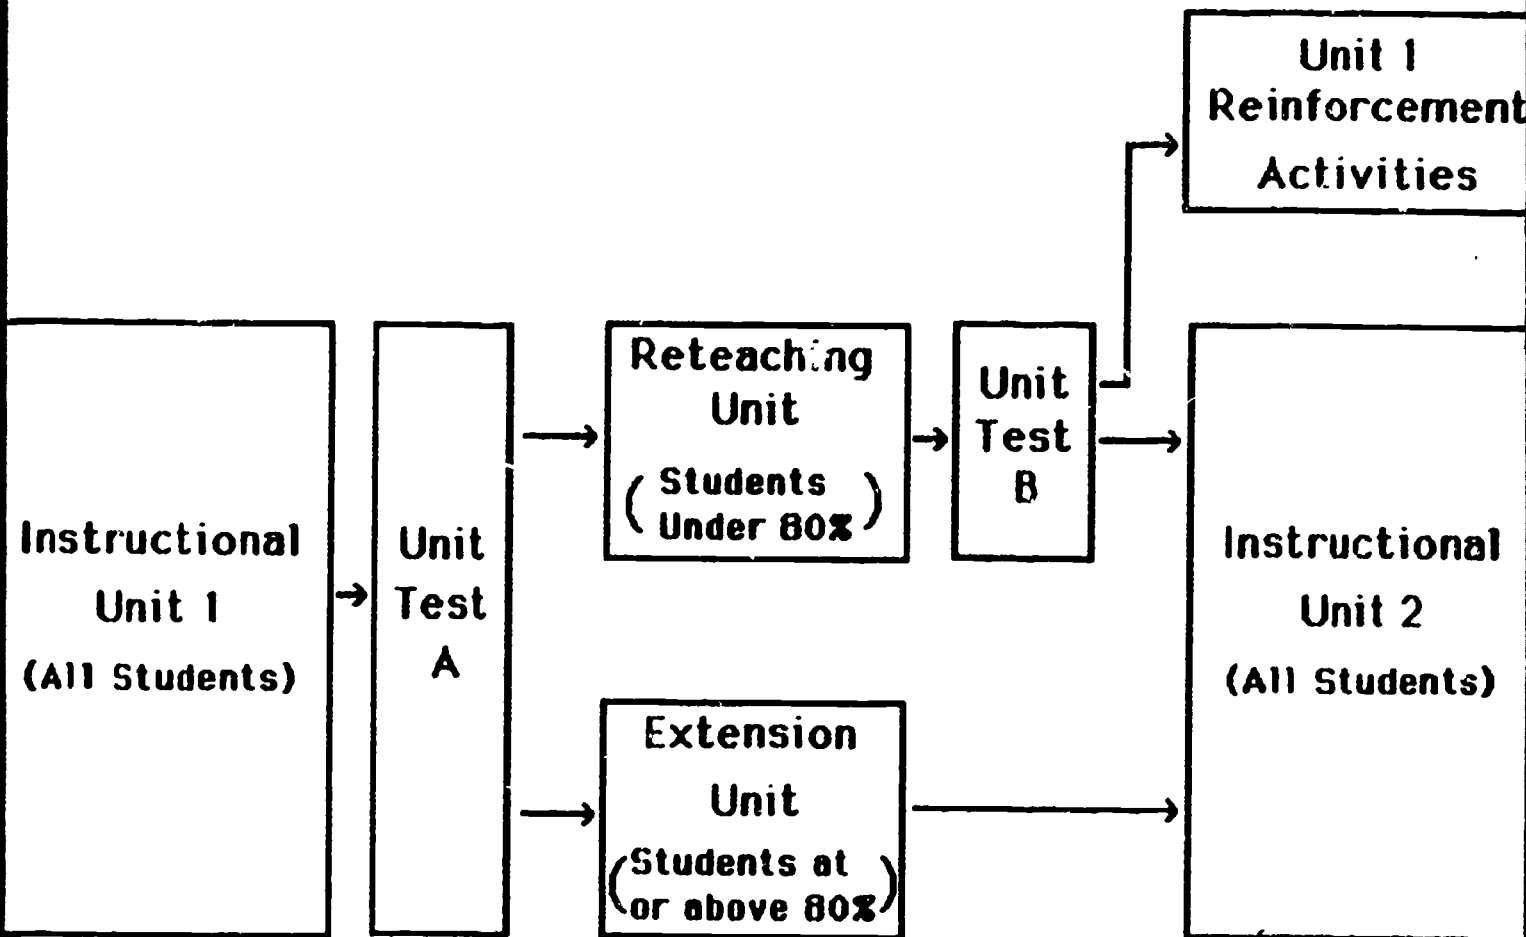 Unit 1
Reinforcement
Activities
Instructional
Unit 1
(All Students)
Unit
Test
A
Reteaching
Unit
(Students
Under 80%)
Unit
Test
B
Extension
Unit
(Students at
or above 80%)
Instructional
Unit 2
(All Students)